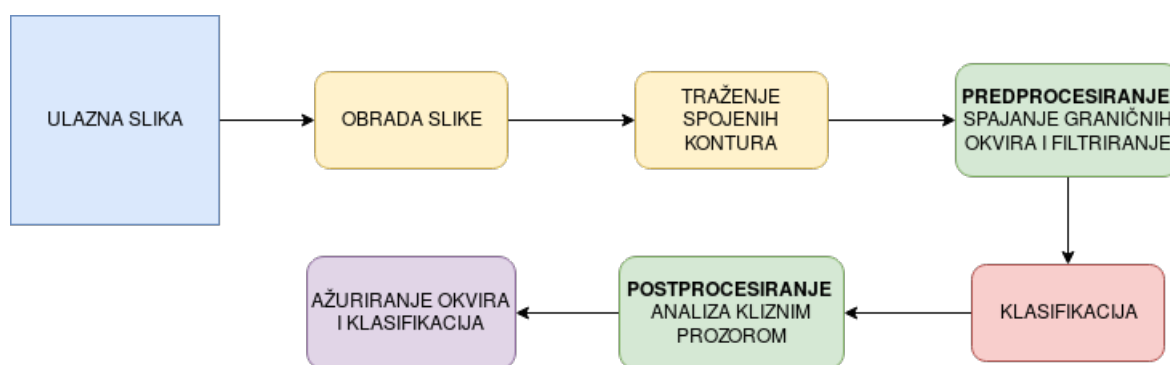 ULAZNA SLIKA
OBRADA SLIKE
TRAŽENJE
SPOJENIH
KONTURA
PREDPROCESIRANJE
SPAJANJE GRANIČNIH
OKVIRA I FILTRIRANJE
KLASIFIKACIJA
POSTPROCESIRANJE
ANALIZA KLIZNIM
PROZOROM
AŽURIRANJE OKVIRA
I KLASIFIKACIJA